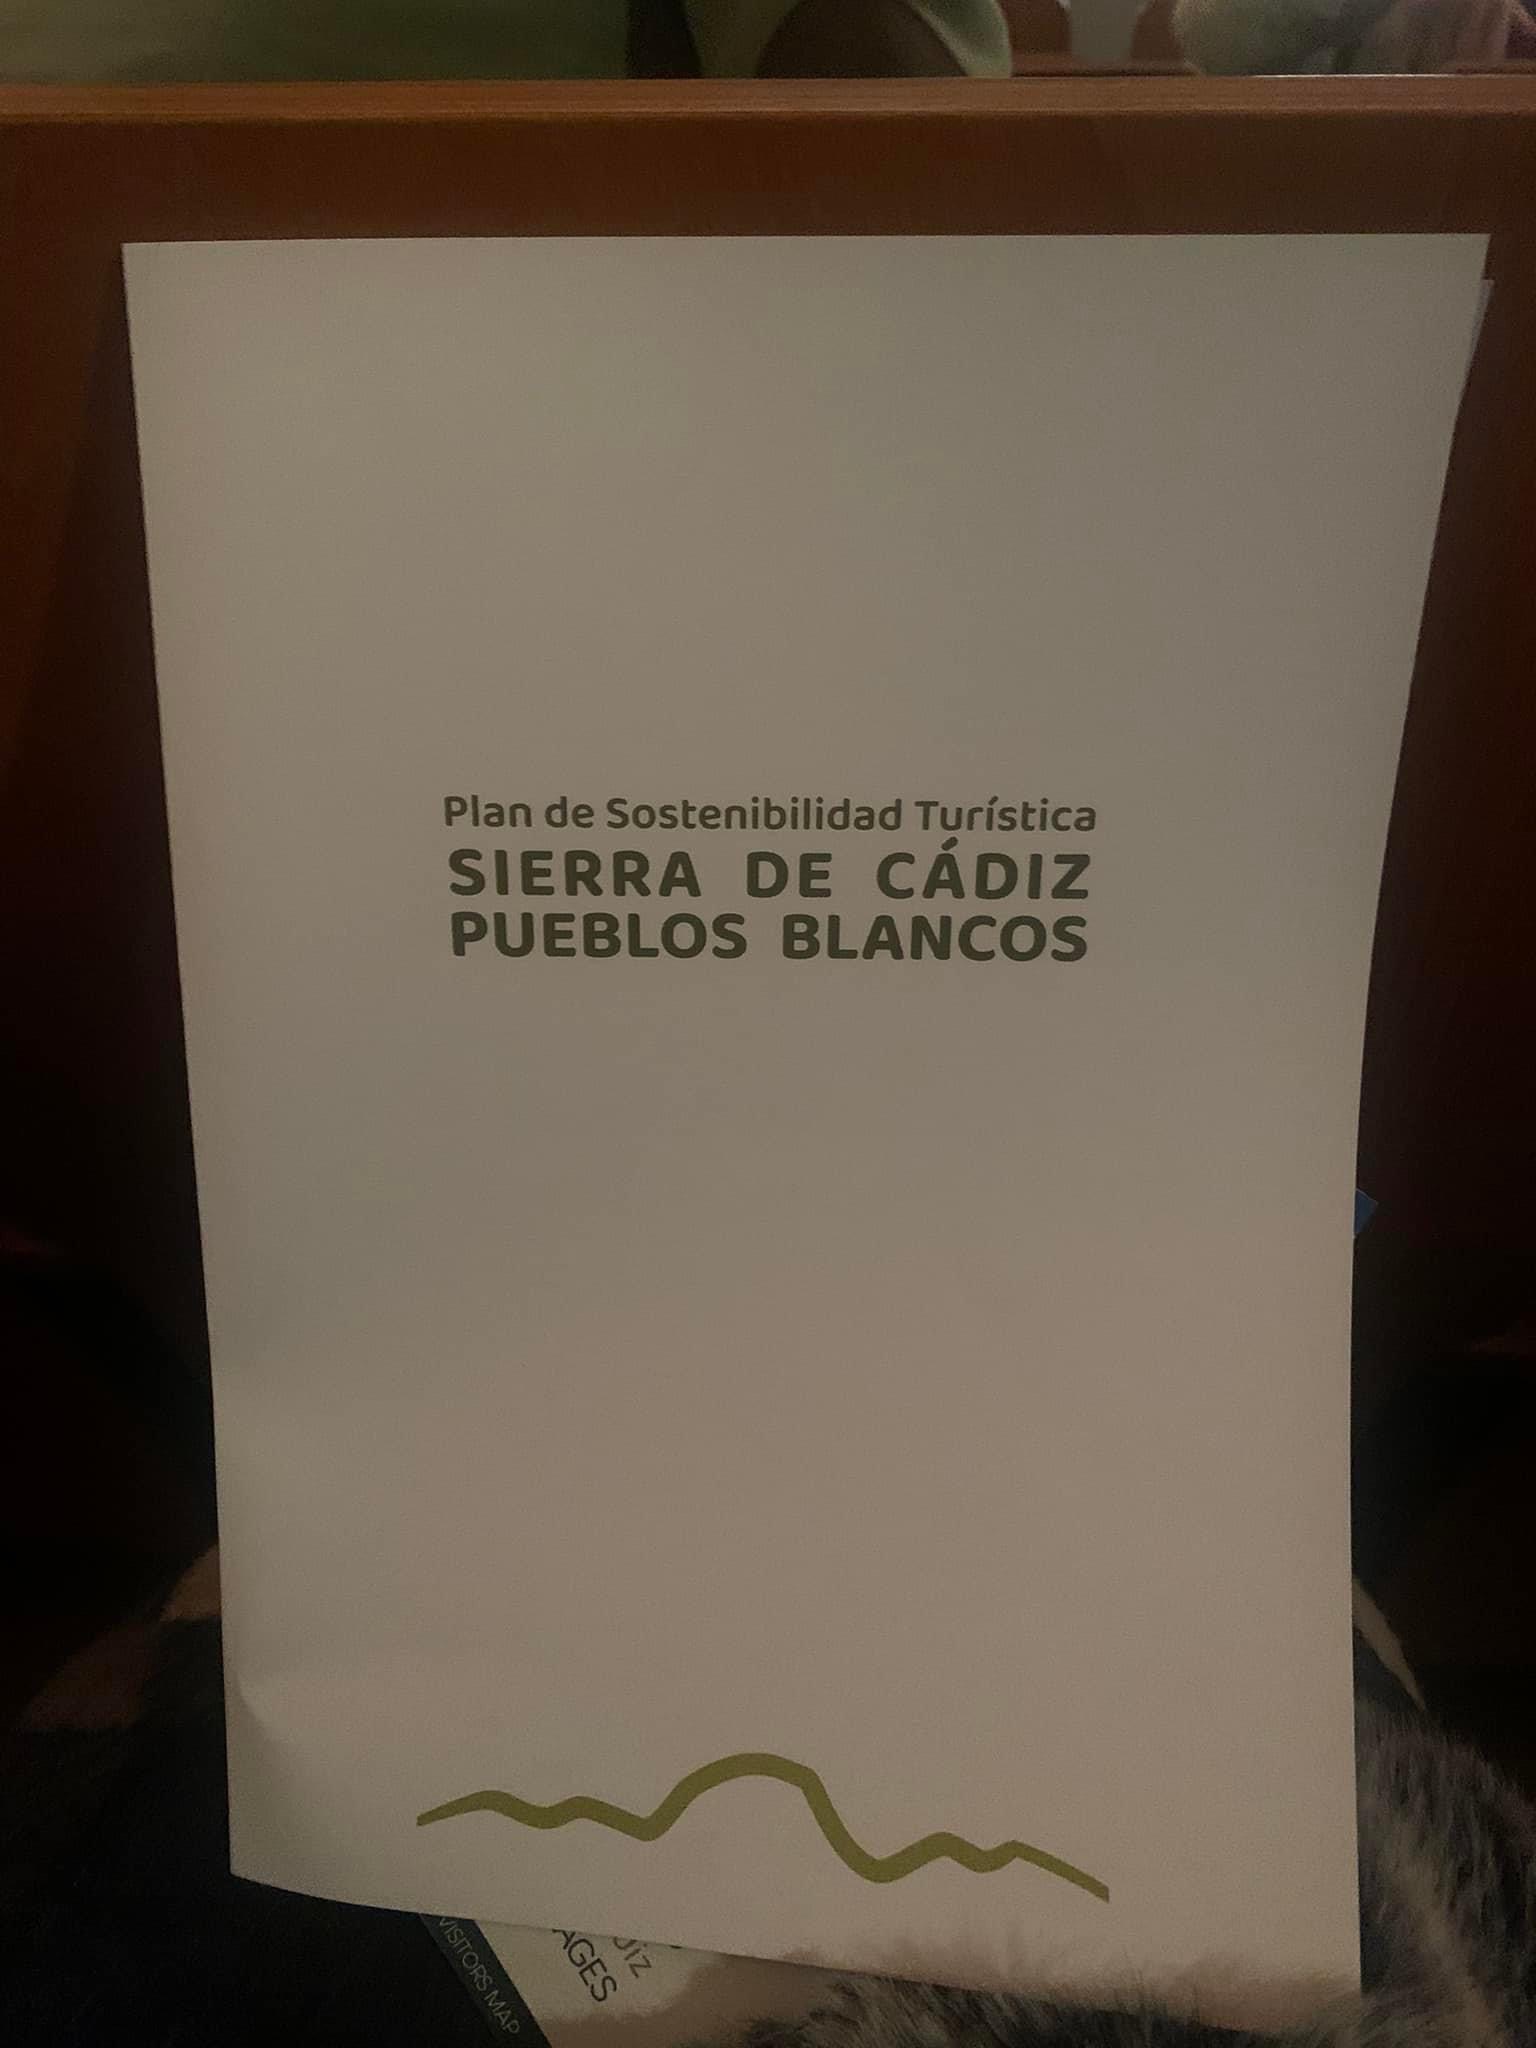 Plan de Sostenibilidad Turística
SIERRA DE CÁDIZ
PUEBLOS BLANCOS
VISITORS MAP